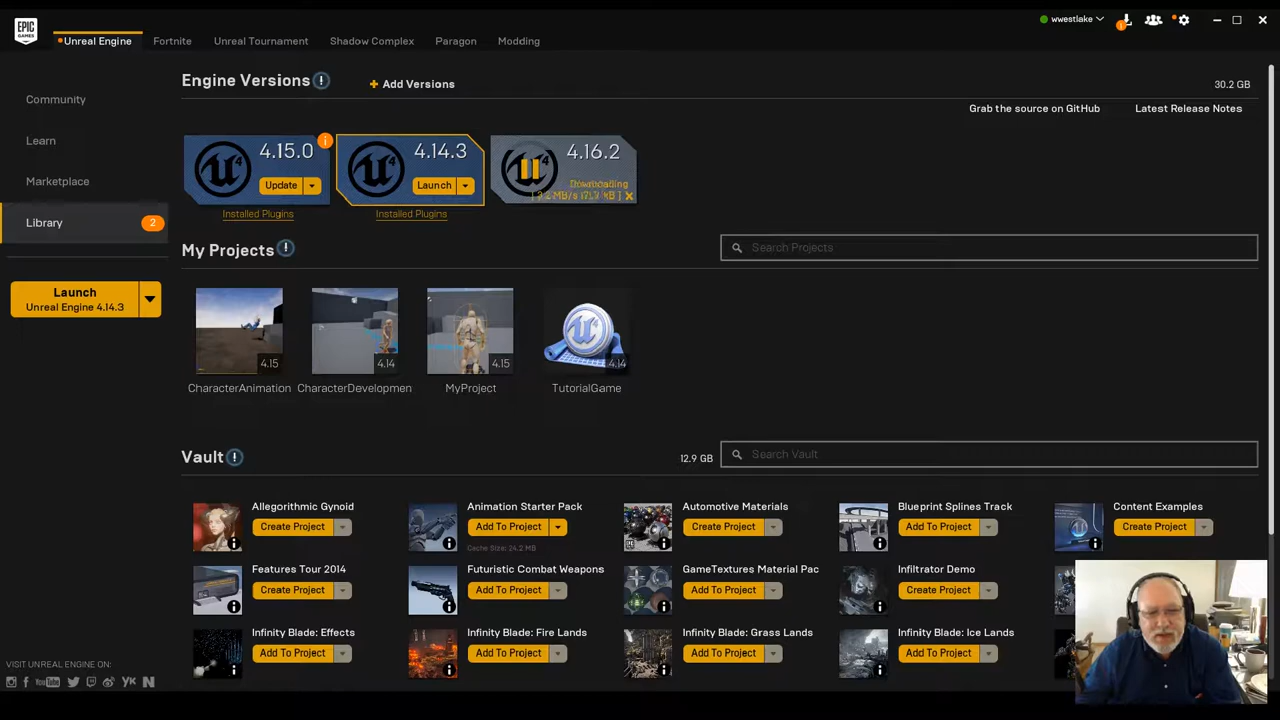 EPIC GAMES
Unreal Engine
Fortnite
Unreal Tournament
Shadow Complex
Paragon
Modding
wwestlake
Community
Learn
Marketplace
Library 2
Launch
Unreal Engine 4.14.3
Engine Versions
+ Add Versions
30.2 GB
Grab the source on GitHub
Latest Release Notes
4.15.0
Update
Installed Plugins
4.14.3
Launch
Installed Plugins
4.16.2
Downloading
My Projects
Search Projects
4.15
CharacterAnimation
4.14
CharacterDevelopmen
4.15
MyProject
4.14
TutorialGame
Vault
12.9 GB
Search Vault
Allegorithmic Gynoid
Create Project
Animation Starter Pack
Add To Project
Cache Size: 24.2 MB
Automotive Materials
Create Project
Blueprint Splines Track
Add To Project
Content Examples
Create Project
Features Tour 2014
Create Project
Futuristic Combat Weapons
Add To Project
GameTextures Material Pac
Add To Project
Infiltrator Demo
Create Project
Infinity Blade: Effects
Add To Project
Infinity Blade: Fire Lands
Add To Project
Infinity Blade: Grass Lands
Add To Project
Infinity Blade: Ice Lands
Add To Project
VISIT UNREAL ENGINE ON: